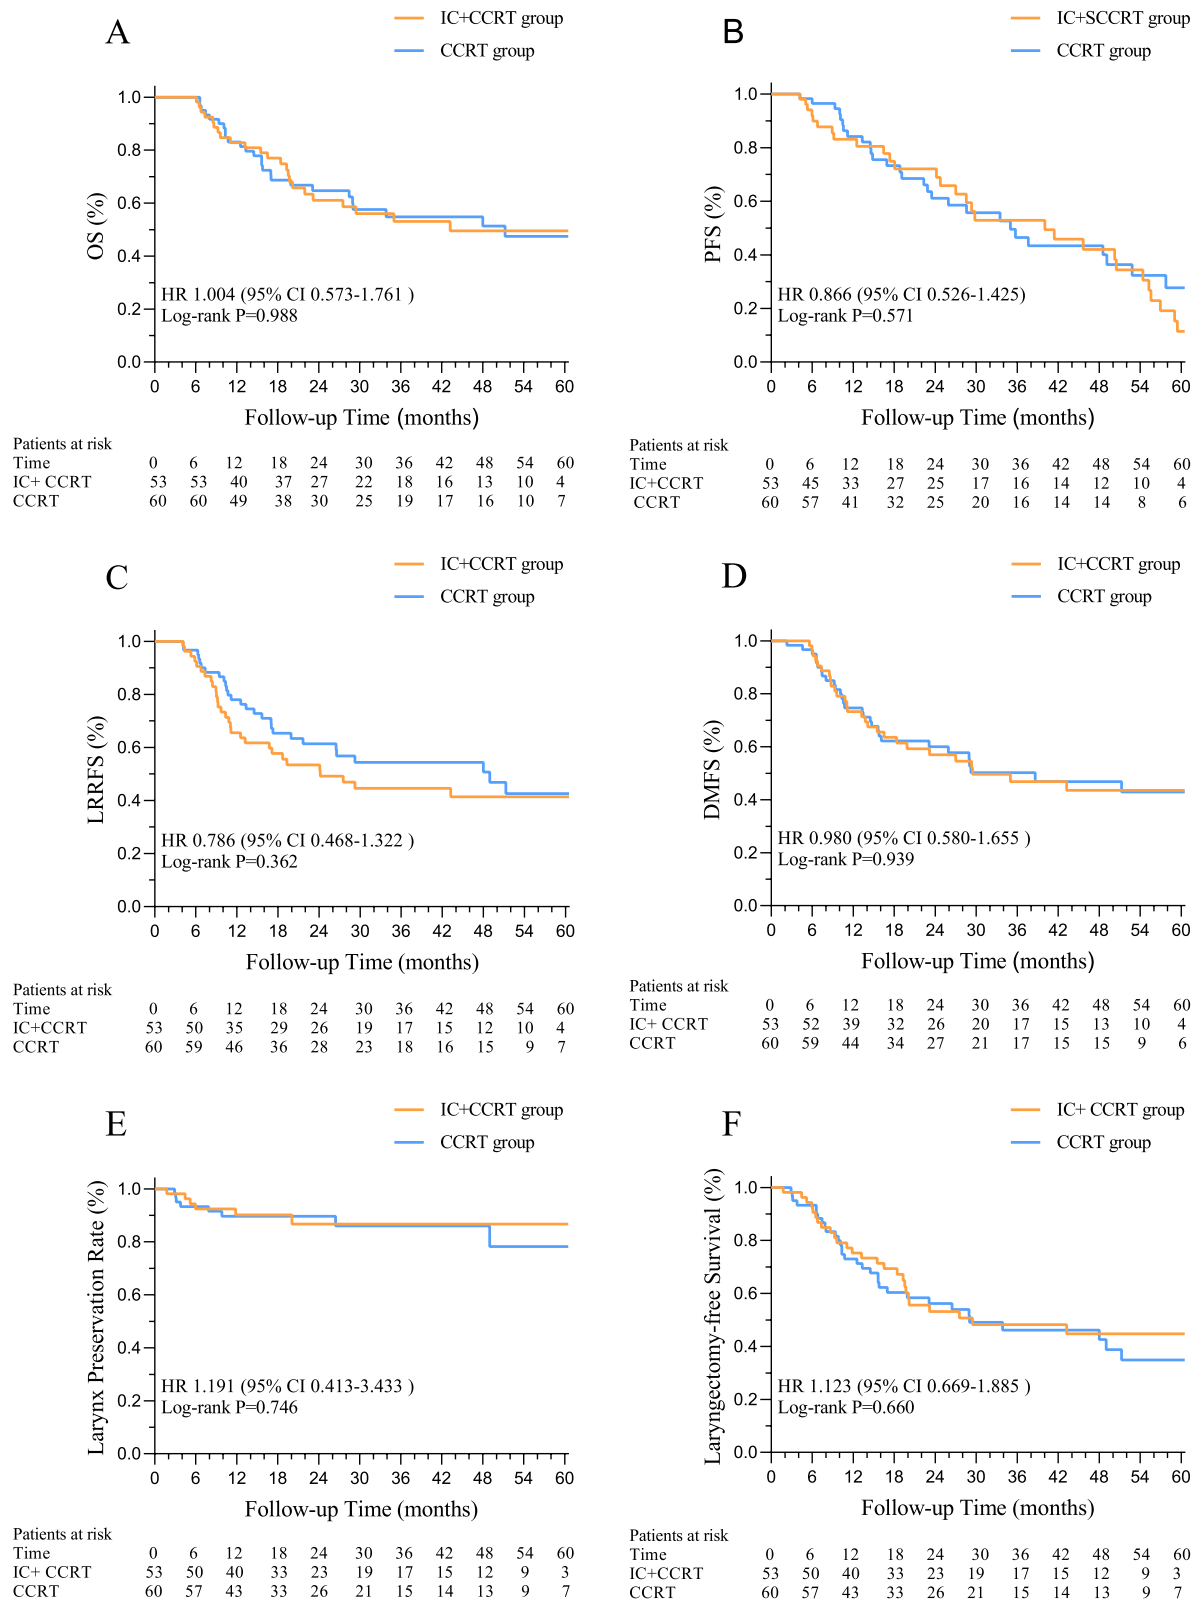 A
IC+CCRT group
CCRT group
OS (%)
1.0
0.8
0.6
0.4
0.2
0.0
HR 1.004 (95% CI 0.573-1.761 )
Log-rank P=0.988
0 6 12 18 24 30 36 42 48 54 60
Follow-up Time (months)
Patients at risk
Time 0 6 12 18 24 30 36 42 48 54 60
IC+ CCRT 53 53 40 37 27 22 18 16 13 10 4
CCRT 60 60 49 38 30 25 19 17 16 10 7
B
IC+SCCRT group
CCRT group
PFS (%)
1.0
0.8
0.6
0.4
0.2
0.0
HR 0.866 (95% CI 0.526-1.425)
Log-rank P=0.571
0 6 12 18 24 30 36 42 48 54 60
Follow-up Time (months)
Patients at risk
Time 0 6 12 18 24 30 36 42 48 54 60
IC+CCRT 53 45 33 27 25 17 16 14 12 10 4
CCRT 60 57 41 32 25 20 16 14 14 8 6
C
IC+CCRT group
CCRT group
LRRFS (%)
1.0
0.8
0.6
0.4
0.2
0.0
HR 0.786 (95% CI 0.468-1.322 )
Log-rank P=0.362
0 6 12 18 24 30 36 42 48 54 60
Follow-up Time (months)
Patients at risk
Time 0 6 12 18 24 30 36 42 48 54 60
IC+CCRT 53 50 35 29 26 19 17 15 12 10 4
CCRT 60 59 46 36 28 23 18 16 15 9 7
D
IC+CCRT group
CCRT group
DMFS (%)
1.0
0.8
0.6
0.4
0.2
0.0
HR 0.980 (95% CI 0.580-1.655 )
Log-rank P=0.939
0 6 12 18 24 30 36 42 48 54 60
Follow-up Time (months)
Patients at risk
Time 0 6 12 18 24 30 36 42 48 54 60
IC+ CCRT 53 52 39 32 26 20 17 15 13 10 4
CCRT 60 59 44 34 27 21 17 15 15 9 6
E
IC+CCRT group
CCRT group
Larynx Preservation Rate (%)
1.0
0.8
0.6
0.4
0.2
0.0
HR 1.191 (95% CI 0.413-3.433 )
Log-rank P=0.746
0 6 12 18 24 30 36 42 48 54 60
Follow-up Time (months)
Patients at risk
Time 0 6 12 18 24 30 36 42 48 54 60
IC+ CCRT 53 50 40 33 23 19 17 15 12 9 3
CCRT 60 57 43 33 26 21 15 14 13 9 7
F
IC+ CCRT group
CCRT group
Laryngectomy-free Survival (%)
1.0
0.8
0.6
0.4
0.2
0.0
HR 1.123 (95% CI 0.669-1.885 )
Log-rank P=0.660
0 6 12 18 24 30 36 42 48 54 60
Follow-up Time (months)
Patients at risk
Time 0 6 12 18 24 30 36 42 48 54 60
IC+CCRT 53 50 40 33 23 19 17 15 12 9 3
CCRT 60 57 43 33 26 21 15 14 13 9 7